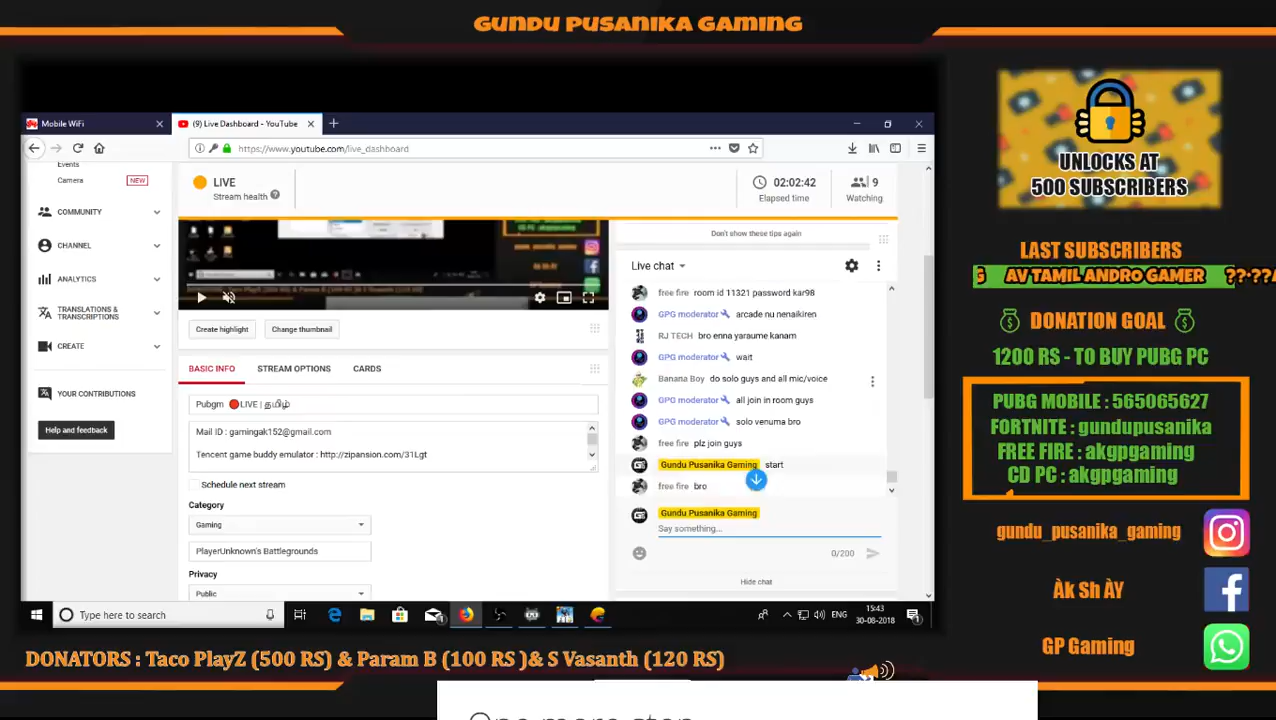 GUNDU PUSANIKA GAMING
Mobile WiFi
(9) Live Dashboard - YouTube
https://www.youtube.com/live_dashboard
Events
Camera
NEW
COMMUNITY
CHANNEL
ANALYTICS
TRANSLATIONS &
TRANSCRIPTIONS
CREATE
YOUR CONTRIBUTIONS
Help and feedback
LIVE
Stream health
02:02:42
Elapsed time
9
Watching
Create highlight
Change thumbnail
BASIC INFO
STREAM OPTIONS
CARDS
Pubgm 🔴LIVE | தமிழ்
Mail ID : gamingak152@gmail.com
Tencent game buddy emulator : http://zipansion.com/31Lgt
Schedule next stream
Category
Gaming
PlayerUnknown's Battlegrounds
Privacy
Public
Don't show these tips again
Live chat
free fire room id 11321 password kar98
GPG moderator arcade nu nenaikiren
RJ TECH bro enna yaraume kanam
GPG moderator wait
Banana Boy do solo guys and all mic/voice
GPG moderator all join in room guys
GPG moderator solo venuma bro
free fire plz join guys
Gundu Pusanika Gaming start
free fire bro
Gundu Pusanika Gaming
Say something...
0/200
Hide chat
Type here to search
ENG
15:43
30-08-2018
UNLOCKS AT
500 SUBSCRIBERS
LAST SUBSCRIBERS
AV TAMIL ANDRO GAMER
DONATION GOAL
1200 RS - TO BUY PUBG PC
PUBG MOBILE : 565065627
FORTNITE : gundupusanika
FREE FIRE : akgpgaming
CD PC : akgpgaming
gundu_pusanika_gaming
Àk Sh ÀY
GP Gaming
DONATORS : Taco PlayZ (500 RS) & Param B (100 RS )& S Vasanth (120 RS)
One more step